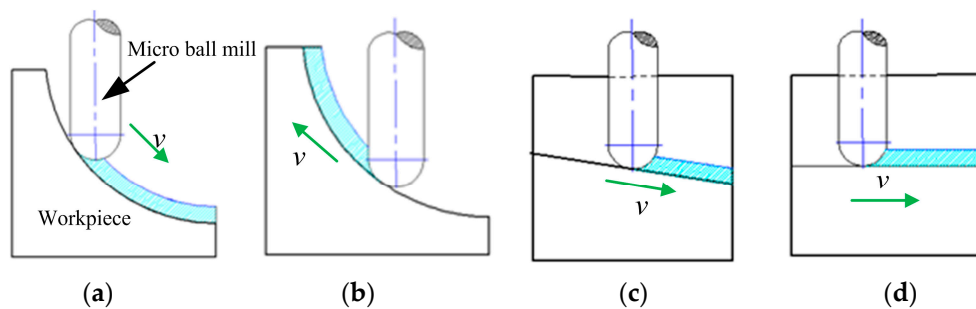 Micro ball mill
v
Workpiece
(a)
v
(b)
v
(c)
v
(d)